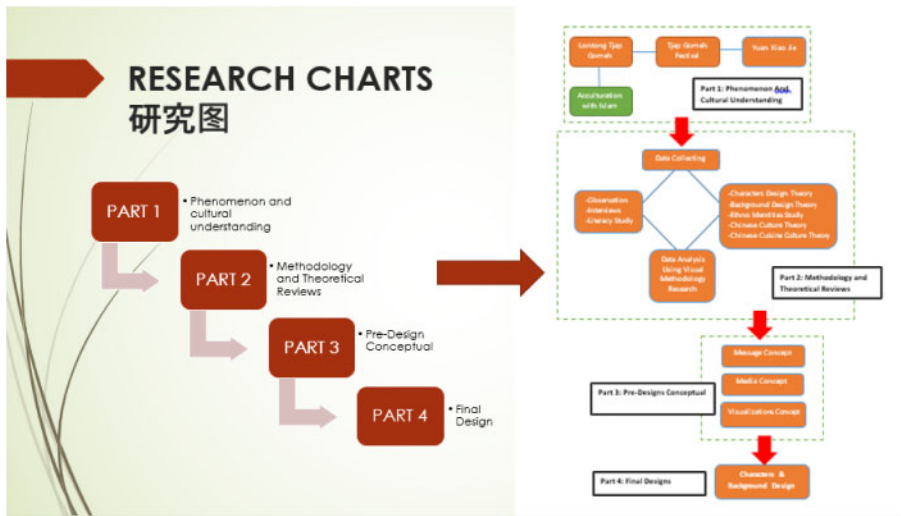 RESEARCH CHARTS
研究图
PART 1
• Phenomenon and
cultural
understanding
PART 2
• Methodology
and Theoretical
Reviews
PART 3
• Pre-Design
Conceptual
PART 4
• Final
Design
Lontong Tjap
Gomeh
Tjap Gomeh
Festival
Yuan Xiao Jie
Acculturation
with Islam
Part 1: Phenomenon And
Cultural Understanding
Data Collecting
-Observation
-Interviews
-Literacy Study
-Characters Design Theory
-Background Design Theory
-Ethno Identities Study
-Chinese Culture Theory
-Chinese Cuisine Culture Theory
Data Analysis
Using Visual
Methodology
Research
Part 2: Methodology and
Theoretical Reviews
Message Concept
Media Concept
Visualizations Concept
Part 3: Pre-Designs Conceptual
Characters &
Background Design
Part 4: Final Designs